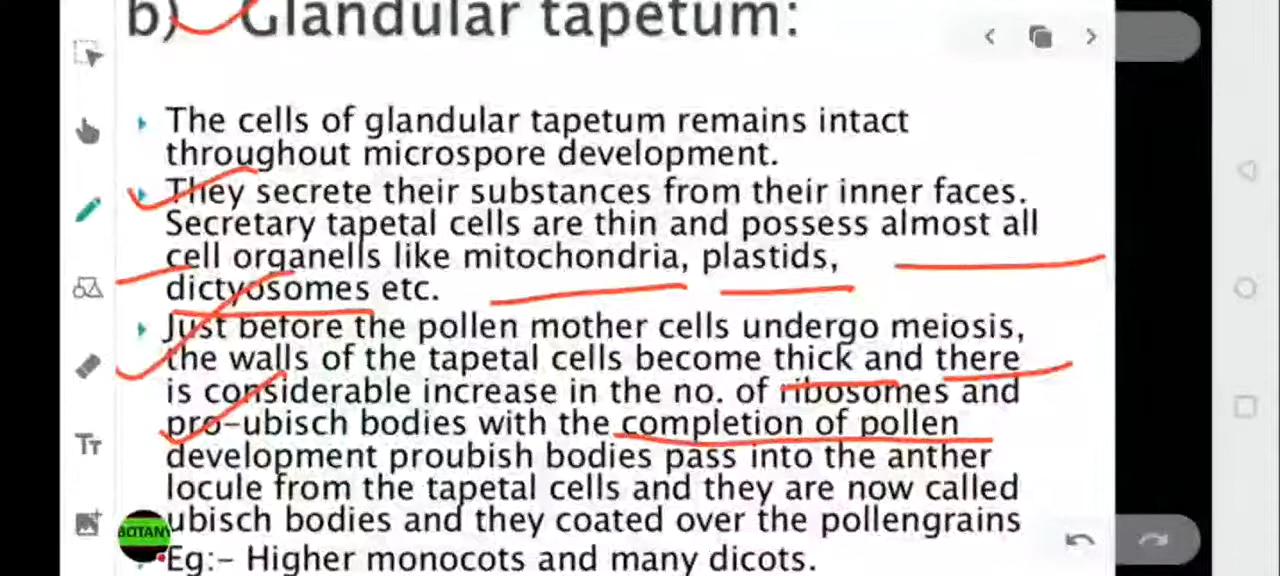 b) Glandular tapetum:
The cells of glandular tapetum remains intact
throughout microspore development.
They secrete their substances from their inner faces.
Secretary tapetal cells are thin and possess almost all
cell organells like mitochondria, plastids,
dictyosomes etc.
Just before the pollen mother cells undergo meiosis,
the walls of the tapetal cells become thick and there
is considerable increase in the no. of ribosomes and
pro-ubisch bodies with the completion of pollen
development proubish bodies pass into the anther
locule from the tapetal cells and they are now called
ubisch bodies and they coated over the pollengrains
Eg:- Higher monocots and many dicots.
Tт
BOTANY